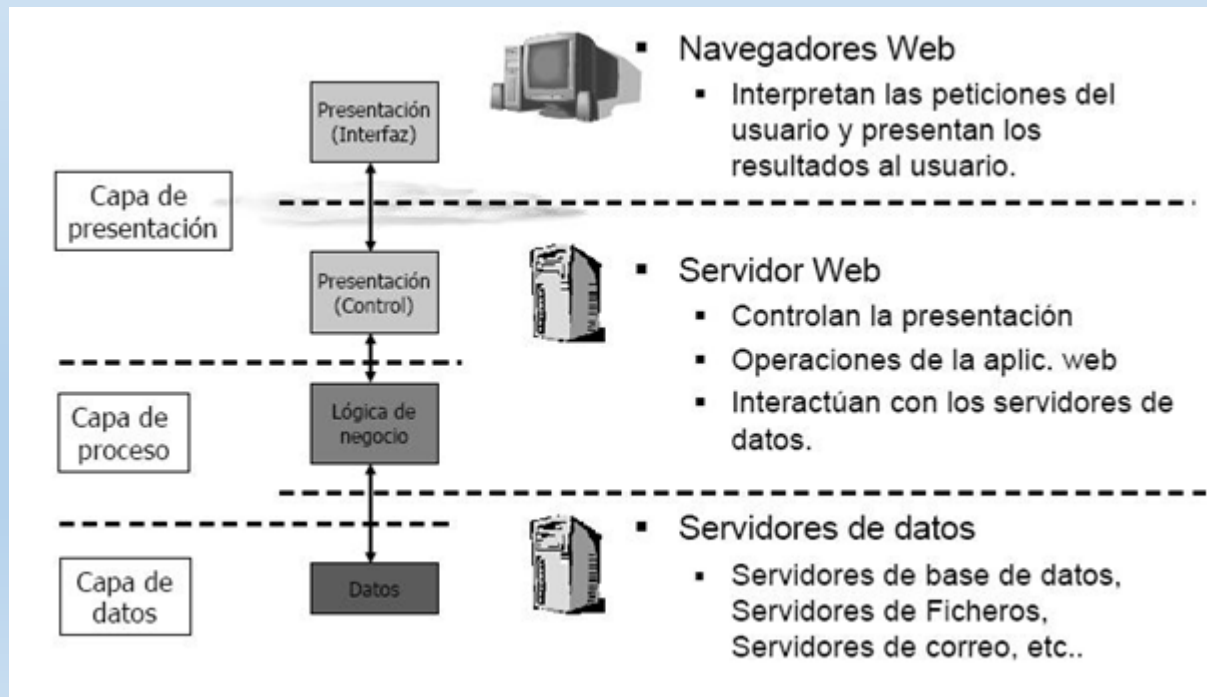 Navegadores Web
Interpretan las peticiones del
usuario y presentan los
resultados al usuario.
Presentación
(Interfaz)
Capa de
presentación
Presentación
(Control)
Servidor Web
Controlan la presentación
Operaciones de la aplic. web
Interactúan con los servidores de
datos.
Capa de
proceso
Lógica de
negocio
Servidores de datos
Servidores de base de datos,
Servidores de Ficheros,
Servidores de correo, etc..
Capa de
datos
Datos